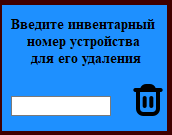 Введите инвентарный
номер устройства
для его удаления